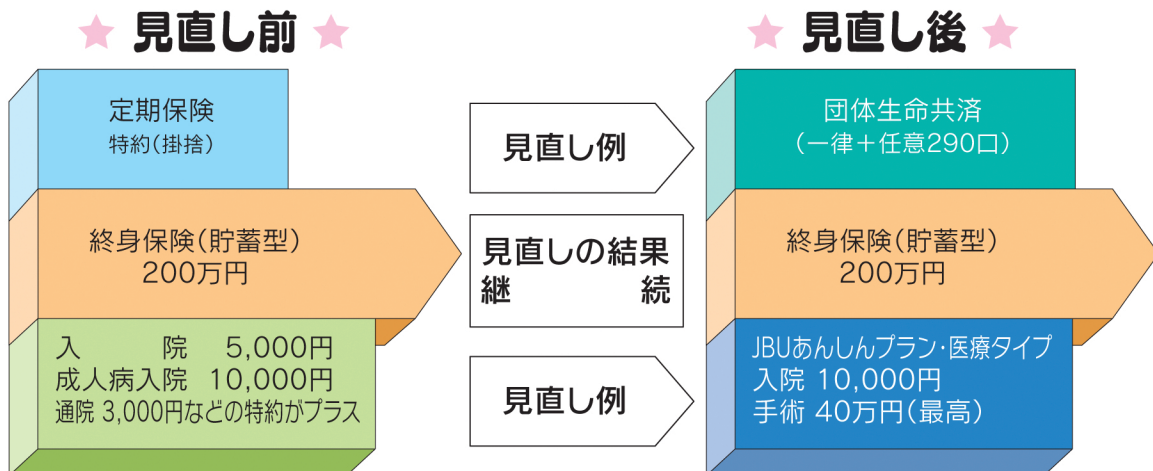 見直し前
定期保険
特約(掛捨)
終身保険(貯蓄型)
200万円
入院 5,000円
成人病入院 10,000円
通院 3,000円などの特約がプラス
見直し例
見直しの結果
継続
見直し例
見直し後
団体生命共済
(一律+任意290口)
終身保険(貯蓄型)
200万円
JBUあんしんプラン・医療タイプ
入院 10,000円
手術 40万円(最高)